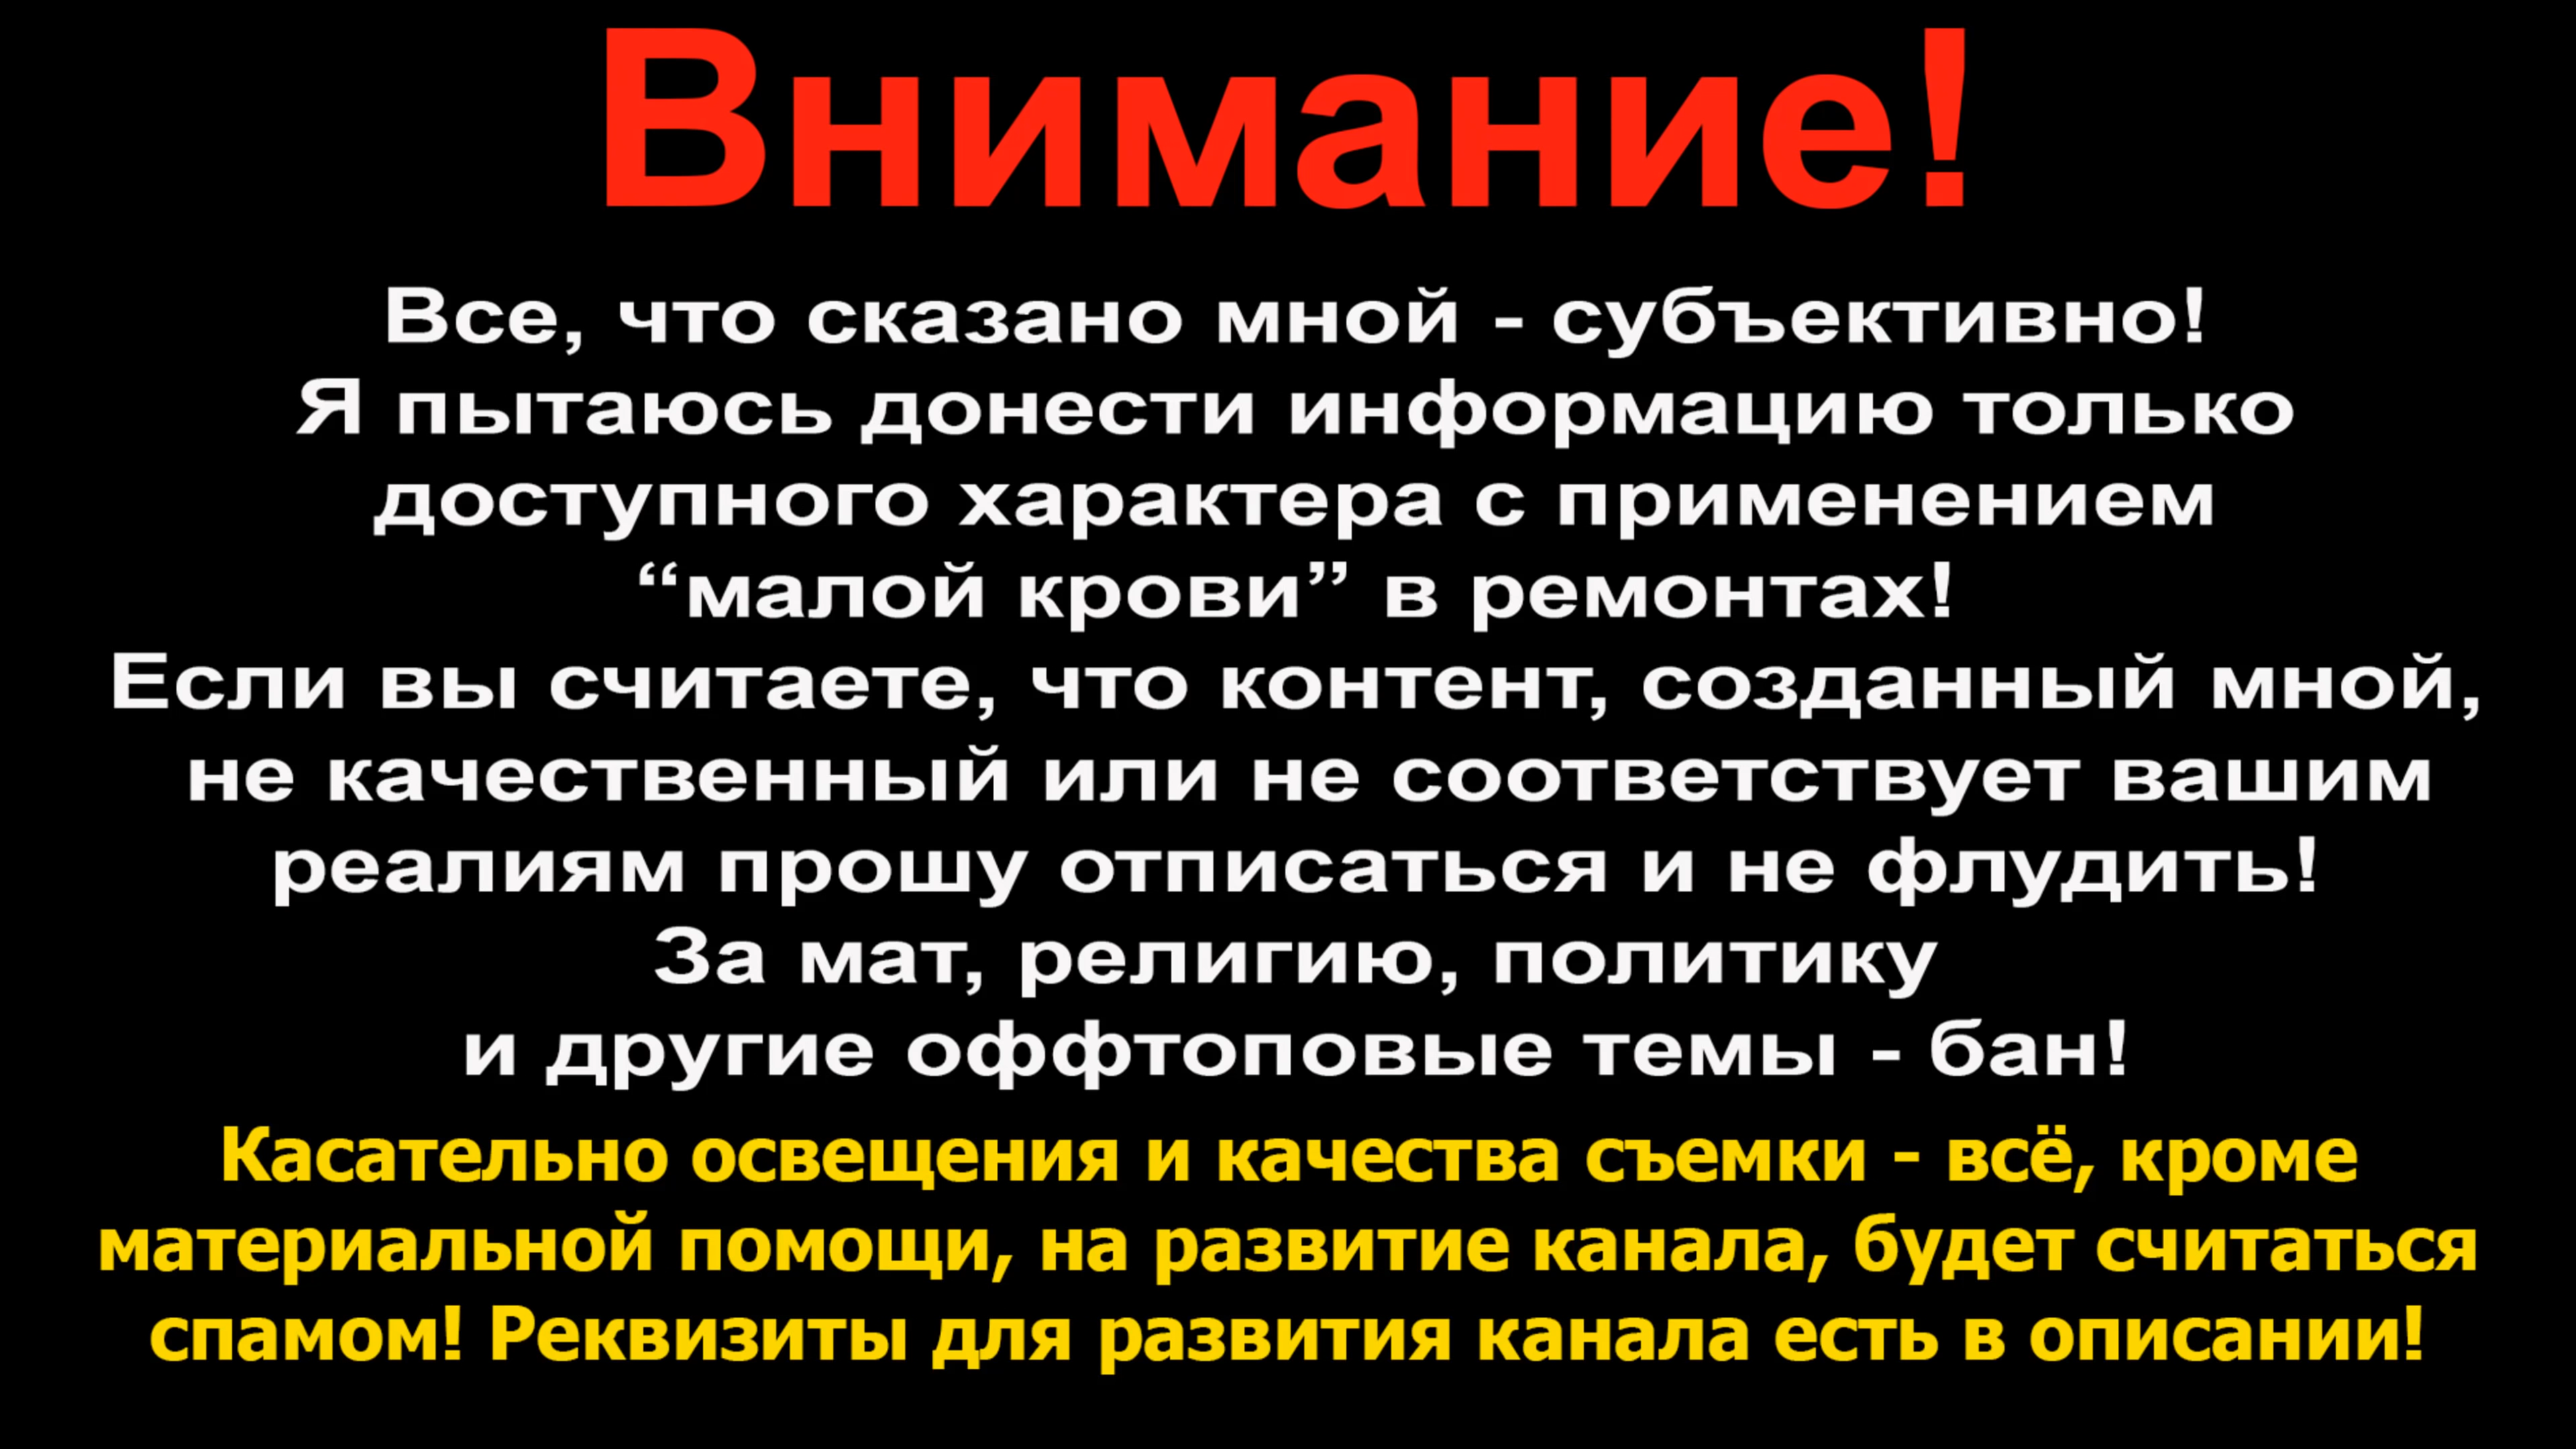 Внимание!
Все, что сказано мной - субъективно!
Я пытаюсь донести информацию только
доступного характера с применением
“малой крови” в ремонтах!
Если вы считаете, что контент, созданный мной,
не качественный или не соответствует вашим
реалиям прошу отписаться и не флудить!
За мат, религию, политику
и другие оффтоповые темы - бан!
Касательно освещения и качества съемки - всё, кроме
материальной помощи, на развитие канала, будет считаться
спамом! Реквизиты для развития канала есть в описании!